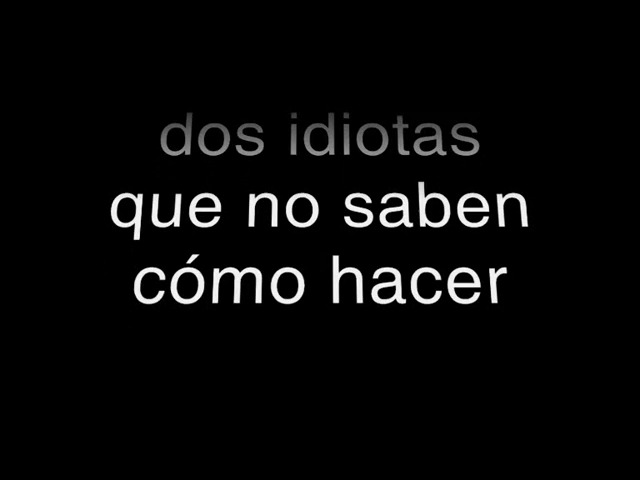 dos idiotas
que no saben
cómo hacer